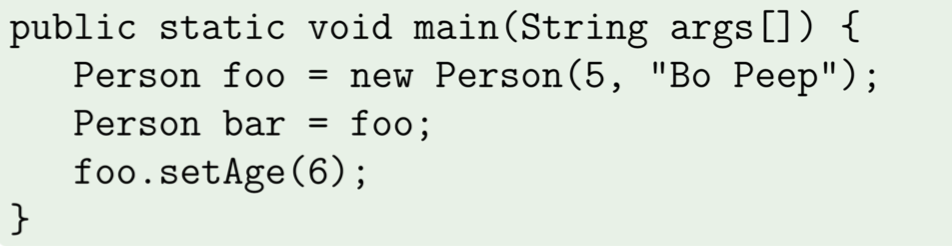 public static void main(String args[]) {
Person foo = new Person(5, "Bo Peep");
Person bar = foo;
foo.setAge(6);
}